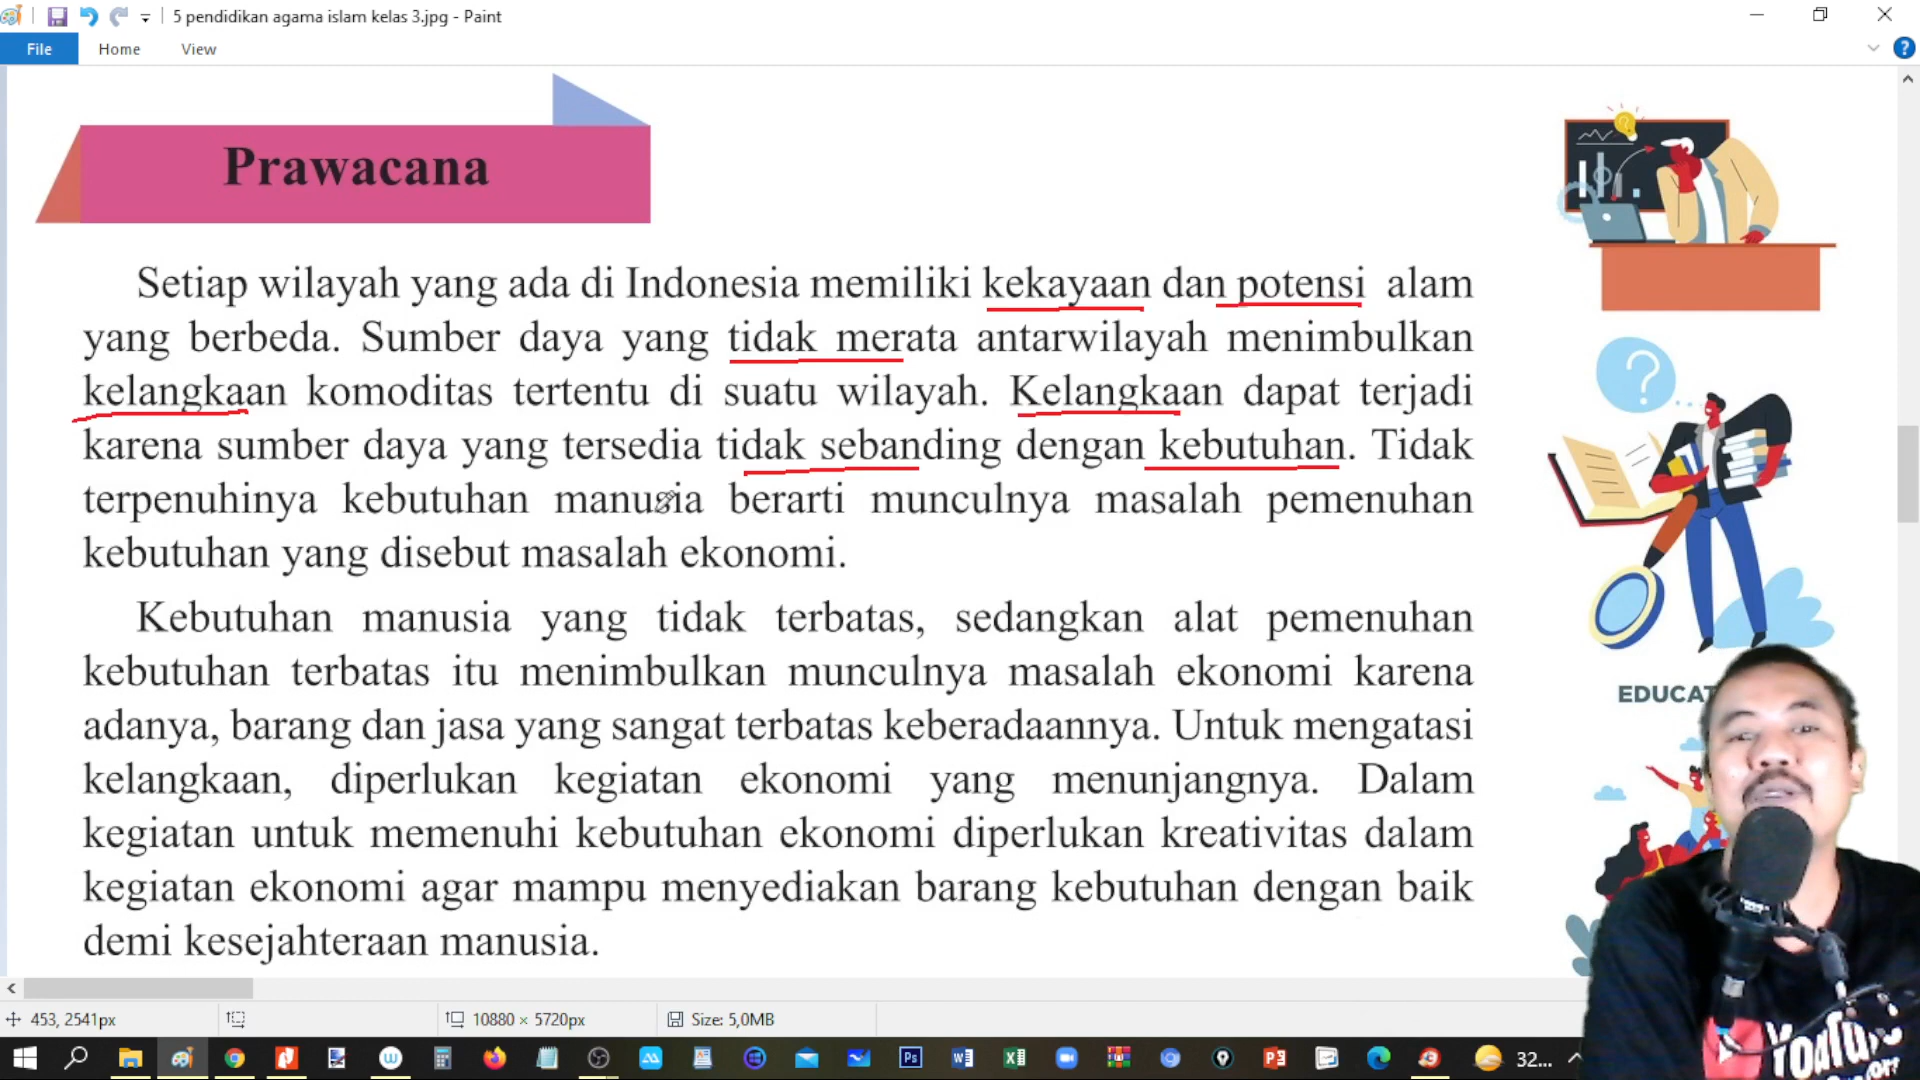 5 pendidikan agama islam kelas 3.jpg - Paint
File Home View
?
Prawacana
Setiap wilayah yang ada di Indonesia memiliki kekayaan dan potensi alam
yang berbeda. Sumber daya yang tidak merata antarwilayah menimbulkan
kelangkaan komoditas tertentu di suatu wilayah. Kelangkaan dapat terjadi
karena sumber daya yang tersedia tidak sebanding dengan kebutuhan. Tidak
terpenuhinya kebutuhan manusia berarti munculnya masalah pemenuhan
kebutuhan yang disebut masalah ekonomi.
Kebutuhan manusia yang tidak terbatas, sedangkan alat pemenuhan
kebutuhan terbatas itu menimbulkan munculnya masalah ekonomi karena
adanya, barang dan jasa yang sangat terbatas keberadaannya. Untuk mengatasi
kelangkaan, diperlukan kegiatan ekonomi yang menunjangnya. Dalam
kegiatan untuk memenuhi kebutuhan ekonomi diperlukan kreativitas dalam
kegiatan ekonomi agar mampu menyediakan barang kebutuhan dengan baik
demi kesejahteraan manusia.
?
?
EDUCAT
YouTube
453, 2541px
10880 × 5720px
Size: 5,0MB
Ps
32...